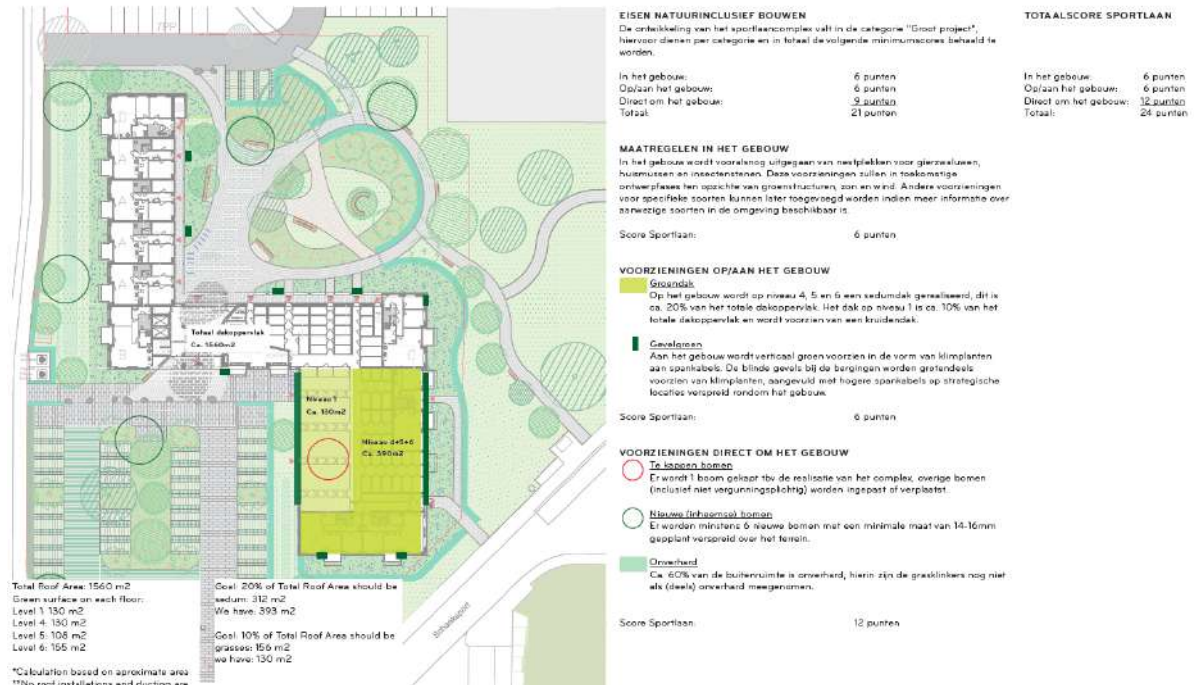 EISEN NATUURINCLUSIEF BOUWEN
De ontwikkeling van het sportlaancomplex valt in de categorie "Groot project",
hiervoor dienen per categorie en in totaal de volgende minimumscores behaald te
worden.
In het gebouw: 6 punten
Op/aan het gebouw: 6 punten
Direct om het gebouw: 9 punten
Totaal: 21 punten
TOTAALSCORE SPORTLAAN
In het gebouw: 6 punten
Op/aan het gebouw: 6 punten
Direct om het gebouw: 12 punten
Totaal: 24 punten
MAATREGELEN IN HET GEBOUW
In het gebouw wordt vooralsnog uitgegaan van nestplekken voor gierzwaluwen,
huismussen en insectenstenen. Deze voorzieningen zullen in toekomstige
ontwerpfases ten opzichte van groenstructuren, zon en wind. Andere voorzieningen
voor specifieke soorten kunnen later toegevoegd worden indien meer informatie over
aanwezige soorten in de omgeving beschikbaar is.
Score Sportlaan: 6 punten
VOORZIENINGEN OP/AAN HET GEBOUW
Groendak
Op het gebouw wordt op niveau 4, 5 en 6 een sedumdak gerealiseerd, dit is
ca. 20% van het totale dakoppervlak. Het dak op niveau 1 is ca. 10% van het
totale dakoppervlak en wordt voorzien van een kruidendak.
Gevelgroen
Aan het gebouw wordt verticaal groen voorzien in de vorm van klimplanten
aan spankabels. De blinde gevels bij de bergingen worden grotendeels
voorzien van klimplanten, aangevuld met hogere spankabels op strategische
locaties verspreid rondom het gebouw.
Score Sportlaan: 6 punten
VOORZIENINGEN DIRECT OM HET GEBOUW
Te kappen bomen
Er wordt 1 boom gekapt tbv de realisatie van het complex, overige bomen
(inclusief niet vergunningsplichtig) worden ingepast of verplaatst.
Nieuwe (inheemse) bomen
Er worden minstens 6 nieuwe bomen met een minimale maat van 14-16mm
geplant verspreid over het terrein.
Onverhard
Ca. 60% van de buitenruimte is onverhard, hierin zijn de grasklinkers nog niet
als (deels) onverhard meegenomen.
Score Sportlaan: 12 punten
Totaal dakoppervlak
Ca. 1560m2
Niveau 1
Ca. 130m2
Niveau 4+5+6
Ca. 390m2
Total Roof Area: 1560 m2
Green surface on each floor:
Level 1: 130 m2
Level 4: 130 m2
Level 5: 108 m2
Level 6: 155 m2
*Calculation based on aproximate area
**No roof installations and ducting are
Goal: 20% of Total Roof Area should be
sedum: 312 m2
We have: 393 m2
Goal: 10% of Total Roof Area should be
grasses: 156 m2
we have: 130 m2